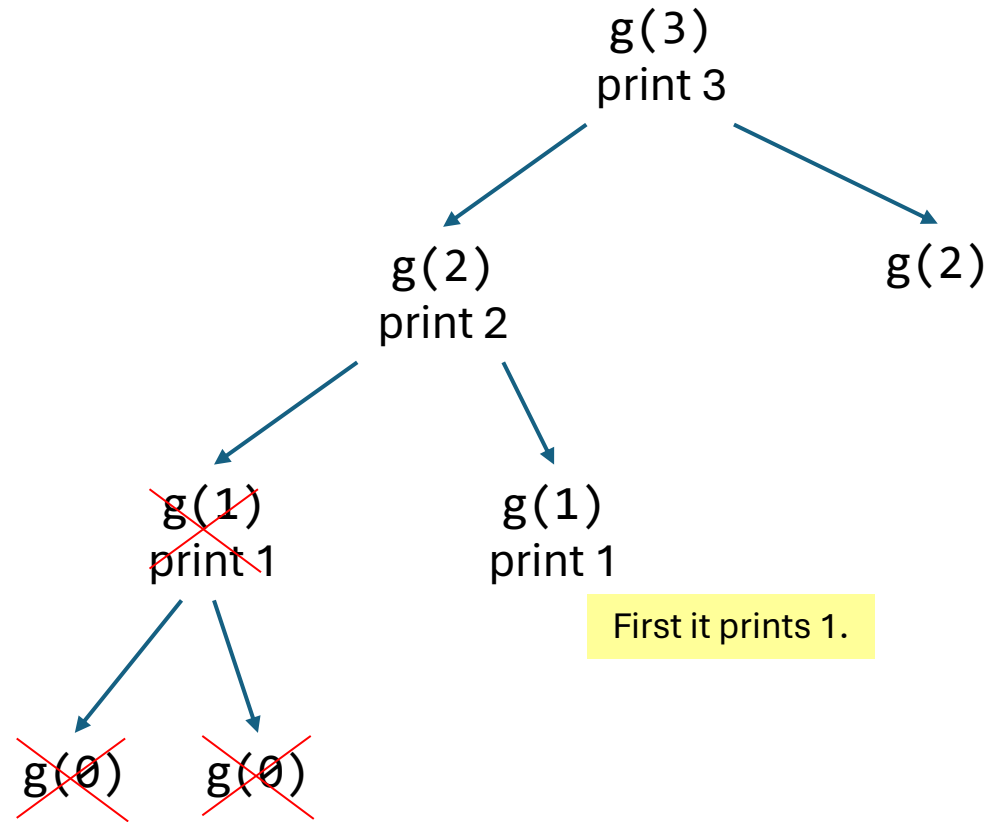 g(3)
print 3
g(2)
print 2
g(2)
g(1)
print 1
g(1)
print 1
First it prints 1.
g(0)
g(0)